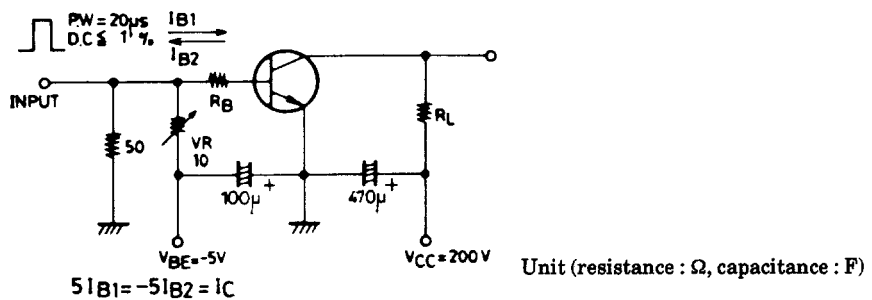 P.W=20μs IB1
D.C≦ 1%
IB2
INPUT
RB
50
VR
10
RL
100μ +
470μ +
VBE=-5V
VCC=200V
5IB1=-5IB2=IC
Unit (resistance : Ω, capacitance : F)